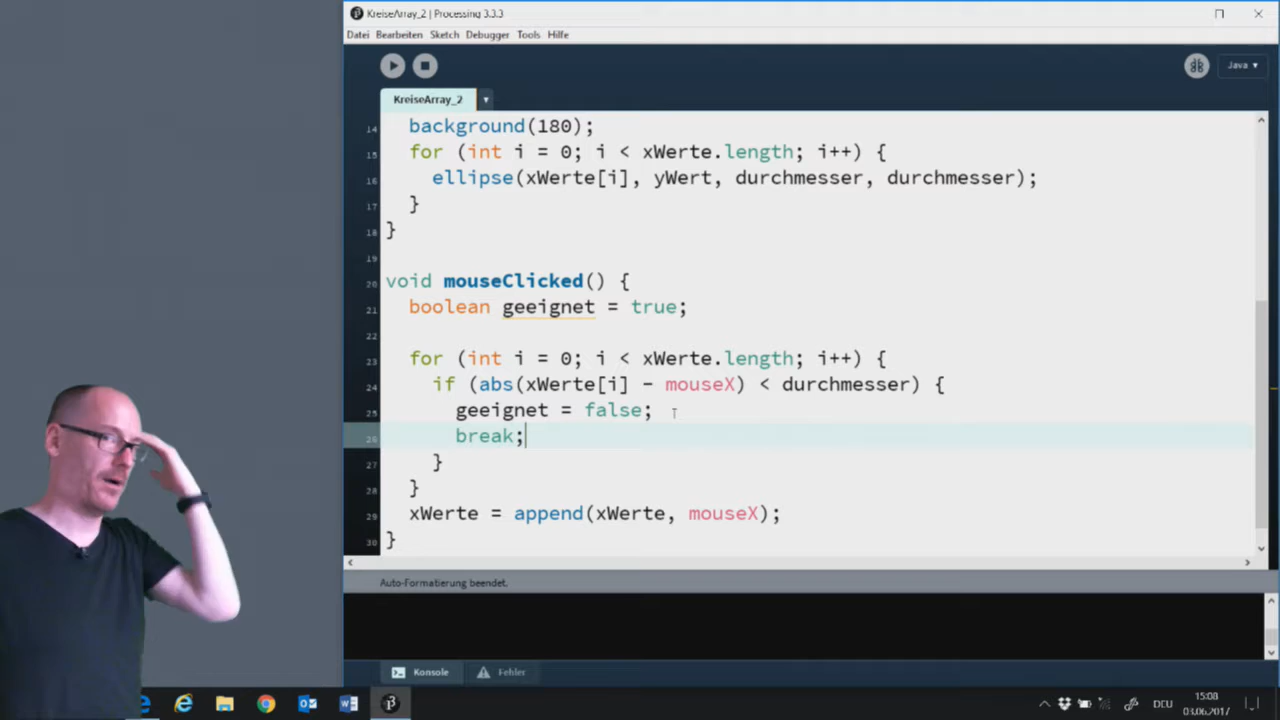 KreiseArray_2 | Processing 3.3.3
Datei Bearbeiten Sketch Debugger Tools Hilfe
Java ▾
KreiseArray_2
14 background(180);
15 for (int i = 0; i < xWerte.length; i++) {
16 ellipse(xWerte[i], yWert, durchmesser, durchmesser);
17 }
18 }
19
20 void mouseClicked() {
21 boolean geeignet = true;
22
23 for (int i = 0; i < xWerte.length; i++) {
24 if (abs(xWerte[i] - mouseX) < durchmesser) {
25 geeignet = false;
26 break;
27 }
28 }
29 xWerte = append(xWerte, mouseX);
30 }
Auto-Formatierung beendet.
Konsole Fehler
DEU
15:08
03.06.2017